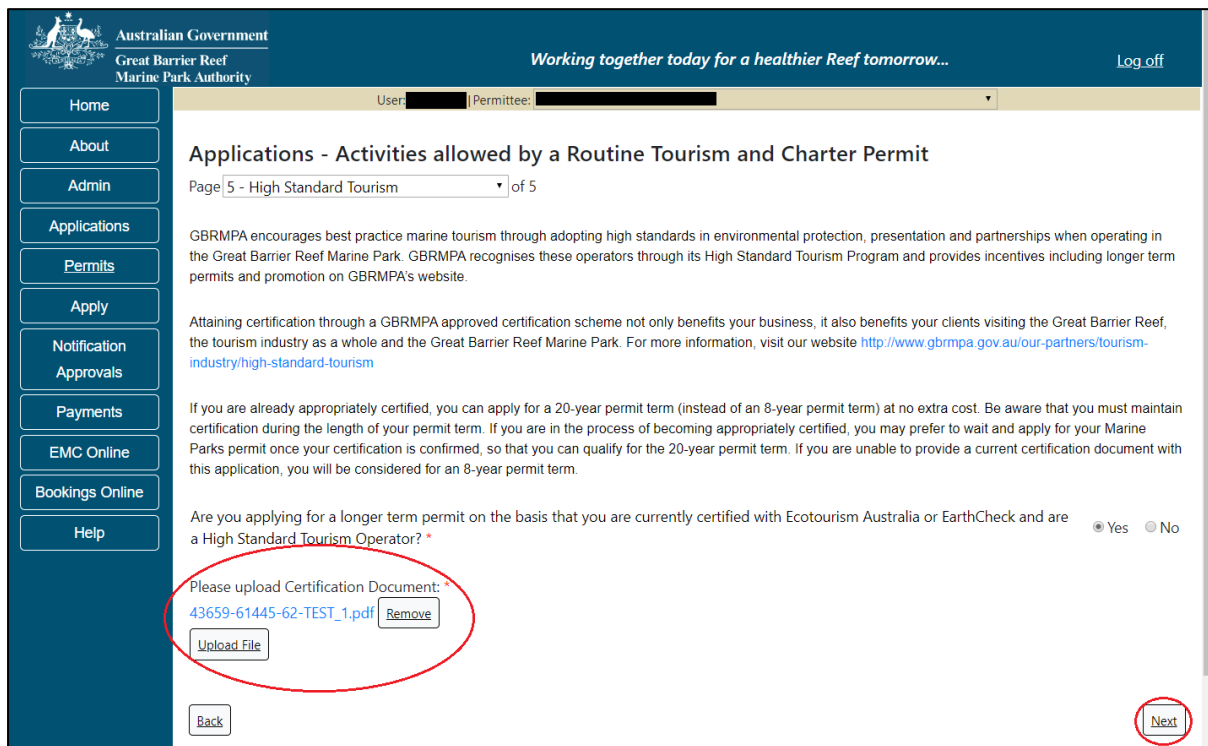 Australian Government
Great Barrier Reef
Marine Park Authority
Working together today for a healthier Reef tomorrow...
Log off
Home
About
Admin
Applications
Permits
Apply
Notification
Approvals
Payments
EMC Online
Bookings Online
Help
User: | Permittee:
Applications - Activities allowed by a Routine Tourism and Charter Permit
Page 5 - High Standard Tourism of 5
GBRMPA encourages best practice marine tourism through adopting high standards in environmental protection, presentation and partnerships when operating in
the Great Barrier Reef Marine Park. GBRMPA recognises these operators through its High Standard Tourism Program and provides incentives including longer term
permits and promotion on GBRMPA's website.
Attaining certification through a GBRMPA approved certification scheme not only benefits your business, it also benefits your clients visiting the Great Barrier Reef,
the tourism industry as a whole and the Great Barrier Reef Marine Park. For more information, visit our website http://www.gbrmpa.gov.au/our-partners/tourism-
industry/high-standard-tourism
If you are already appropriately certified, you can apply for a 20-year permit term (instead of an 8-year permit term) at no extra cost. Be aware that you must maintain
certification during the length of your permit term. If you are in the process of becoming appropriately certified, you may prefer to wait and apply for your Marine
Parks permit once your certification is confirmed, so that you can qualify for the 20-year permit term. If you are unable to provide a current certification document with
this application, you will be considered for an 8-year permit term.
Are you applying for a longer term permit on the basis that you are currently certified with Ecotourism Australia or EarthCheck and are
a High Standard Tourism Operator? *
Yes No
Please upload Certification Document: *
43659-61445-62-TEST_1.pdf Remove
Upload File
Back
Next